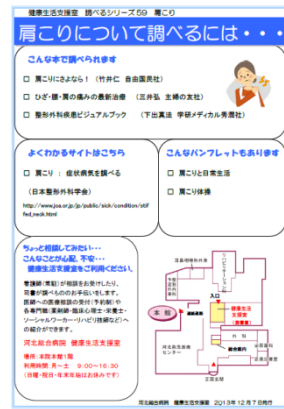 健康生活支援室 調べるシリーズ59 肩こり
肩こりについて調べるには・・・
こんな本で調べられます
□ 肩こりにさよなら！ （竹井仁 自由国民社）
□ ひざ・腰・肩の痛みの最新治療 （三井弘 主婦の友社）
□ 整形外科疾患ビジュアルブック （下出真法 学研メディカル秀潤社）
よくわかるサイトはこちら
□ 肩こり ： 症状病気を調べる
（日本整形外科学会）
http://www.joa.or.jp/jp/public/sick/condition/stif
fed_neck.html
こんなパンフレットもあります
□ 肩こりと日常生活
□ 肩こり体操
ちょっと相談してみたい・・・
こんなことが心配、不安・・・
健康生活支援室をご利用ください。
看護師（常駐）が相談をお受けしたり、
司書が調べもののお手伝いをします。
医師への医療相談の受付（予約制）や
各専門職（薬剤師・臨床心理士・栄養士・
ソーシャルワーカー・リハビリ技師など）へ
の紹介ができます。
河北総合病院 健康生活支援室
場所：本院本館1階
利用時間：月～土 9:00～16:30
（日曜・祝日・年末年始はお休みです）
入口
本館
連絡通路
健康生活
支援室
（図書室）
外科
総合案内
河北総合病院 健康生活支援室 2013年12月7日発行